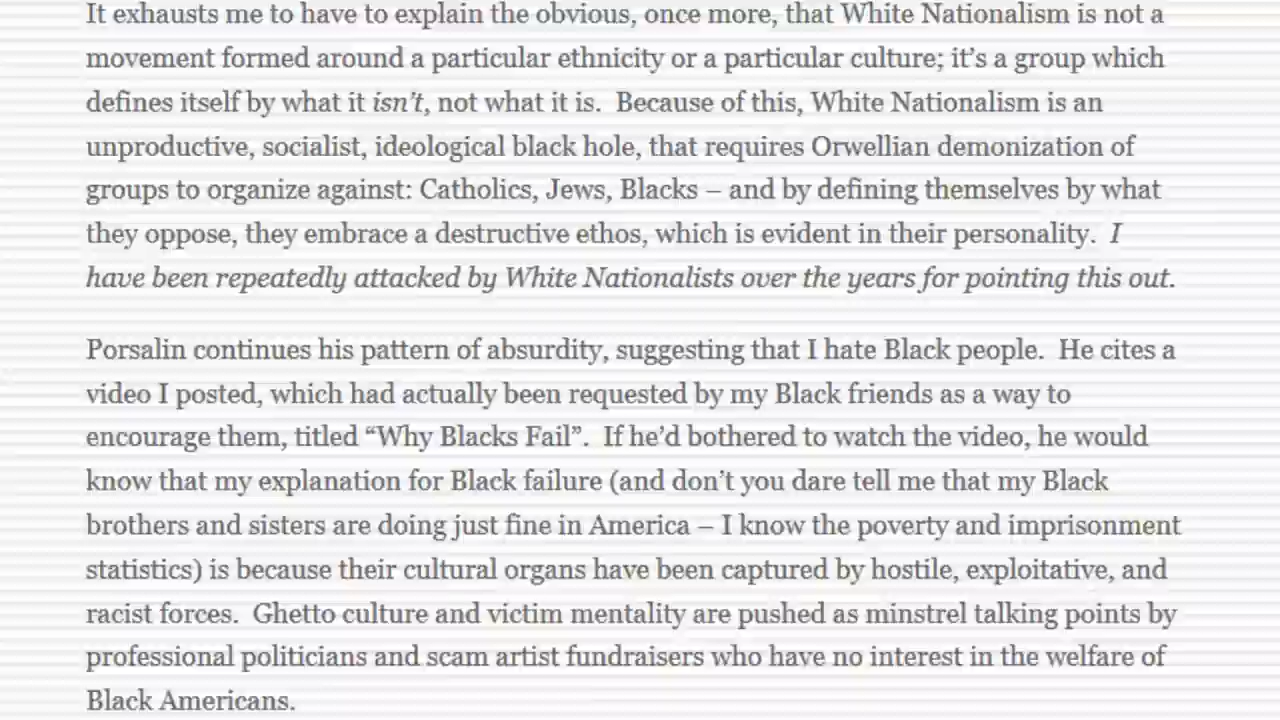 It exhausts me to have to explain the obvious, once more, that White Nationalism is not a
movement formed around a particular ethnicity or a particular culture; it’s a group which
defines itself by what it isn’t, not what it is.  Because of this, White Nationalism is an
unproductive, socialist, ideological black hole, that requires Orwellian demonization of
groups to organize against: Catholics, Jews, Blacks – and by defining themselves by what
they oppose, they embrace a destructive ethos, which is evident in their personality.  I
have been repeatedly attacked by White Nationalists over the years for pointing this out.
Porsalin continues his pattern of absurdity, suggesting that I hate Black people.  He cites a
video I posted, which had actually been requested by my Black friends as a way to
encourage them, titled “Why Blacks Fail”.  If he’d bothered to watch the video, he would
know that my explanation for Black failure (and don’t you dare tell me that my Black
brothers and sisters are doing just fine in America – I know the poverty and imprisonment
statistics) is because their cultural organs have been captured by hostile, exploitative, and
racist forces.  Ghetto culture and victim mentality are pushed as minstrel talking points by
professional politicians and scam artist fundraisers who have no interest in the welfare of
Black Americans.